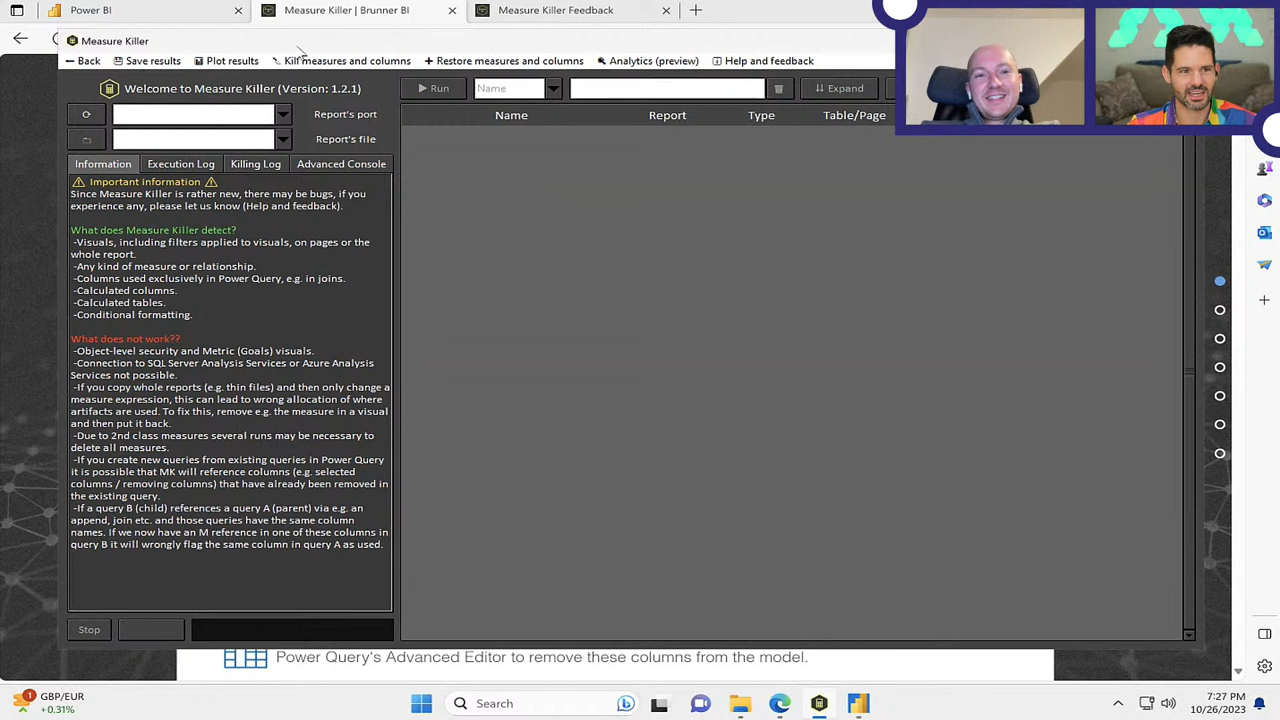 Power BI
Measure Killer | Brunner BI
Measure Killer Feedback
Measure Killer
Back
Save results
Plot results
Kill measures and columns
Restore measures and columns
Analytics (preview)
Help and feedback
Welcome to Measure Killer (Version: 1.2.1)
Run
Name
Expand
Report's port
Report's file
Name
Report
Type
Table/Page
Information
Execution Log
Killing Log
Advanced Console
Important information
Since Measure Killer is rather new, there may be bugs, if you
experience any, please let us know (Help and feedback).
What does Measure Killer detect?
-Visuals, including filters applied to visuals, on pages or the
whole report.
-Any kind of measure or relationship.
-Columns used exclusively in Power Query, e.g. in joins.
-Calculated columns.
-Calculated tables.
-Conditional formatting.
What does not work??
-Object-level security and Metric (Goals) visuals.
-Connection to SQL Server Analysis Services or Azure Analysis
Services not possible.
-If you copy whole reports (e.g. thin files) and then only change a
measure expression, this can lead to wrong allocation of where
artifacts are used. To fix this, remove e.g. the measure in a visual
and then put it back.
-Due to 2nd class measures several runs may be necessary to
delete all measures.
-If you create new queries from existing queries in Power Query
it is possible that MK will reference columns (e.g. selected
columns / removing columns) that have already been removed in
the existing query.
-If a query B (child) references a query A (parent) via e.g. an
append, join etc. and those queries have the same column
names. If we now have an M reference in one of these columns in
query B it will wrongly flag the same column in query A as used.
Stop
Power Query's Advanced Editor to remove these columns from the model.
1
GBP/EUR
+0.31%
Search
7:27 PM
10/26/2023